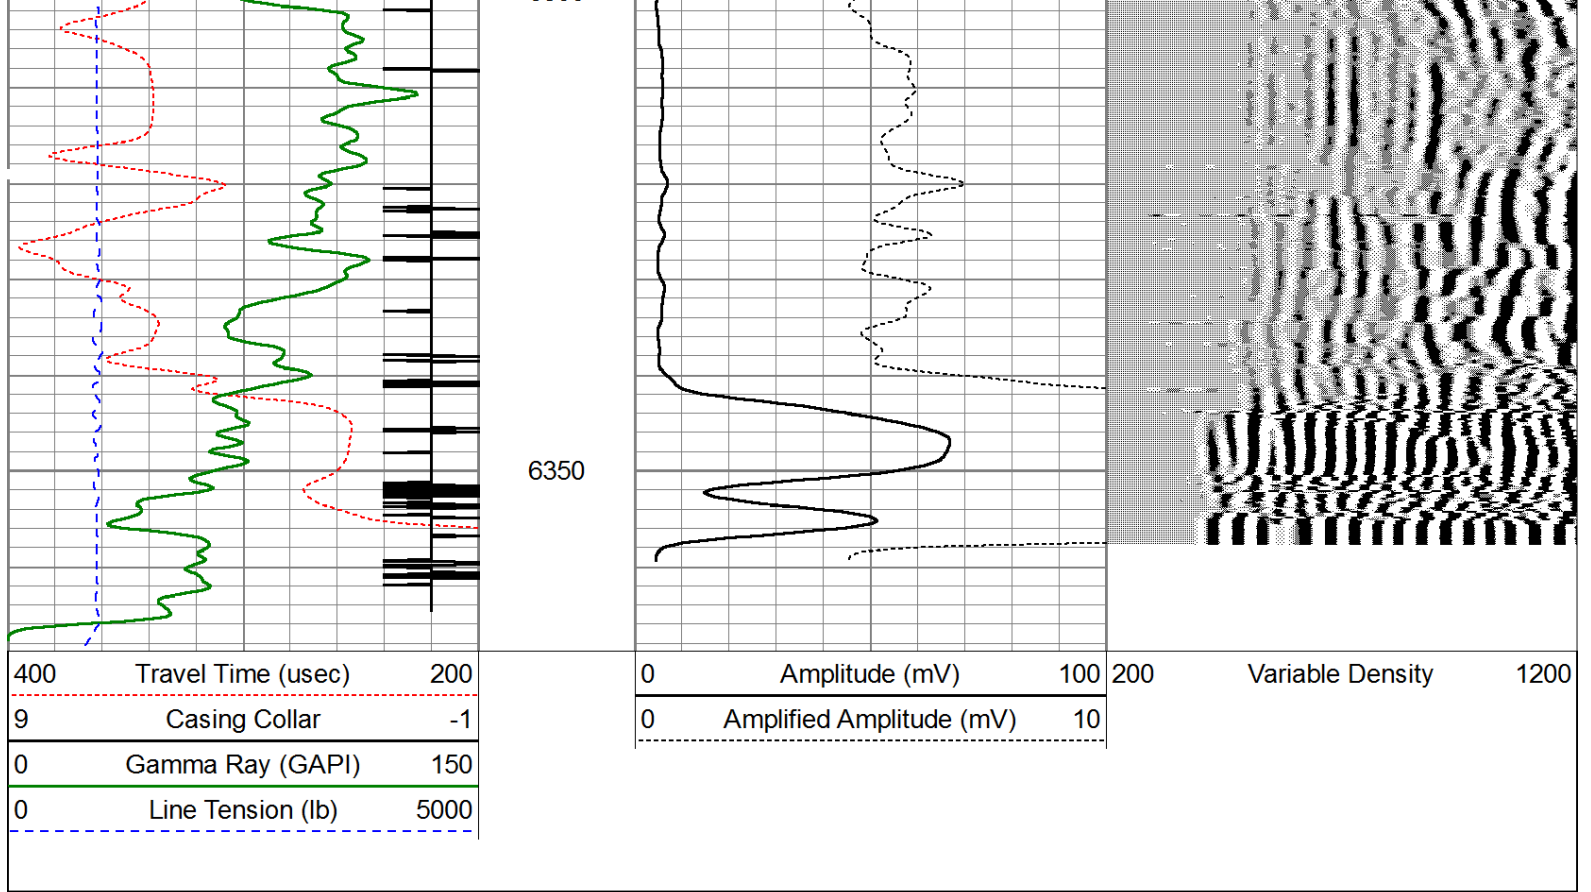 6350
400 Travel Time (usec) 200
9 Casing Collar -1
0 Gamma Ray (GAPI) 150
0 Line Tension (lb) 5000
0 Amplitude (mV) 100
0 Amplified Amplitude (mV) 10
200 Variable Density 1200